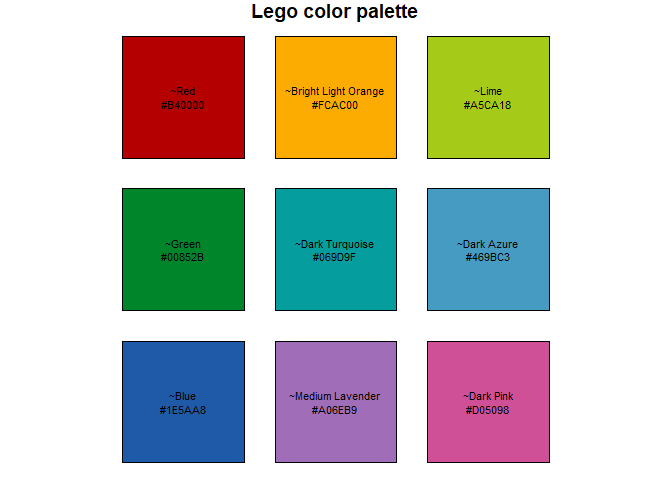 Lego color palette
~Red
#B40000
~Bright Light Orange
#FCAC00
~Lime
#A5CA18
~Green
#00852B
~Dark Turquoise
#069D9F
~Dark Azure
#469BC3
~Blue
#1E5AA8
~Medium Lavender
#A06EB9
~Dark Pink
#D05098